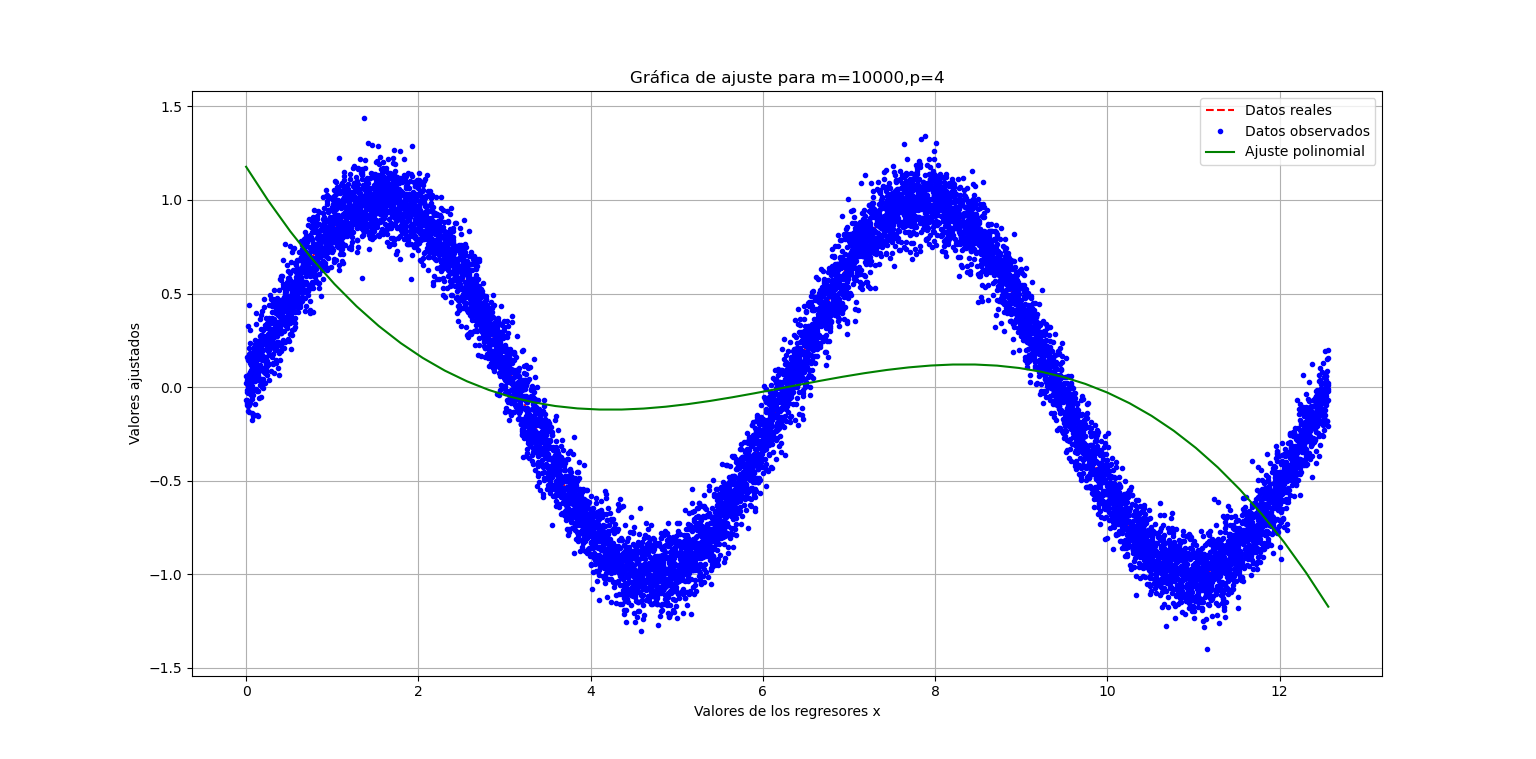 Gráfica de ajuste para m=10000,p=4
Datos reales
Datos observados
Ajuste polinomial
Valores ajustados
1.5
1.0
0.5
0.0
−0.5
−1.0
−1.5
0 2 4 6 8 10 12
Valores de los regresores x